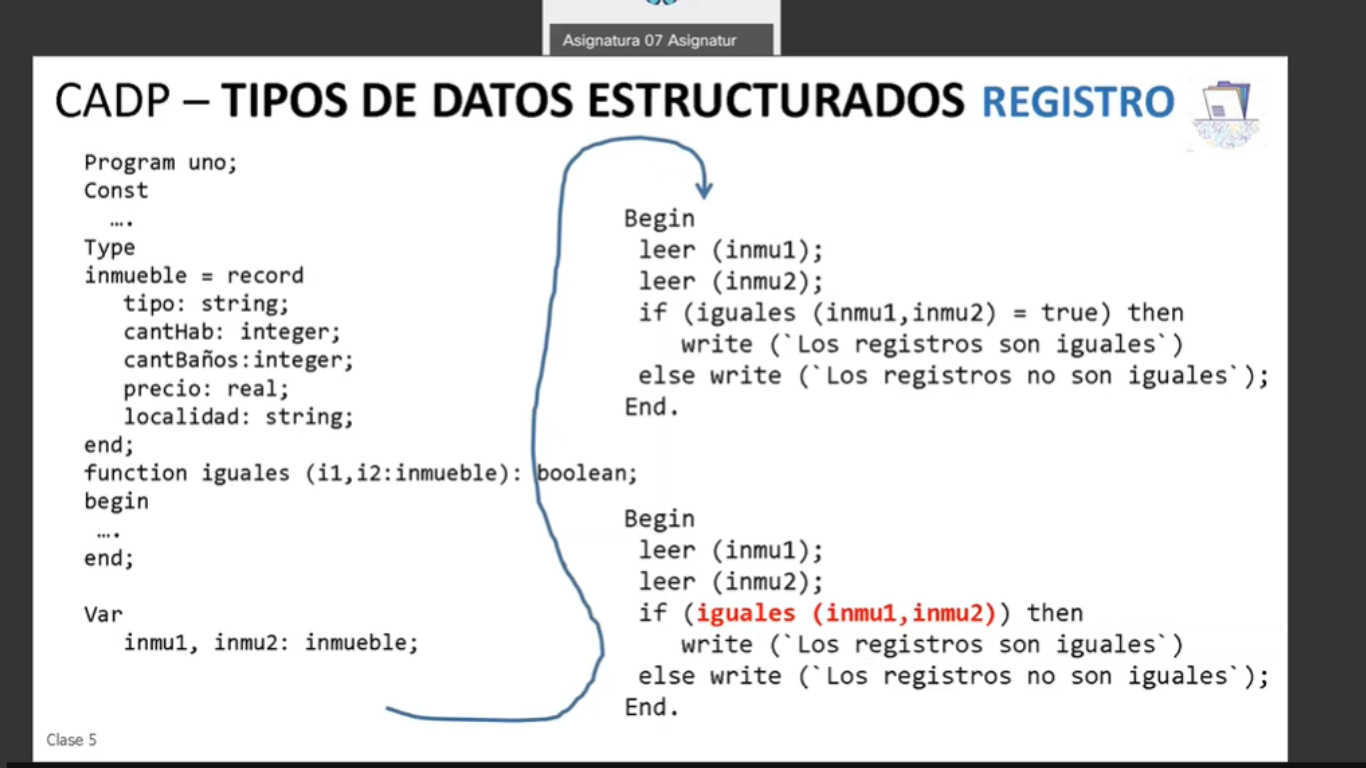 Asignatura 07 Asignatur
CADP – TIPOS DE DATOS ESTRUCTURADOS REGISTRO
Program uno;
Const
….
Type
inmueble = record
tipo: string;
cantHab: integer;
cantBaños:integer;
precio: real;
localidad: string;
end;
function iguales (i1,i2:inmueble): boolean;
begin
….
end;
Var
inmu1, inmu2: inmueble;
Begin
leer (inmu1);
leer (inmu2);
if (iguales (inmu1,inmu2) = true) then
write (`Los registros son iguales`)
else write (`Los registros no son iguales`);
End.
Begin
leer (inmu1);
leer (inmu2);
if (iguales (inmu1,inmu2)) then
write (`Los registros son iguales`)
else write (`Los registros no son iguales`);
End.
Clase 5